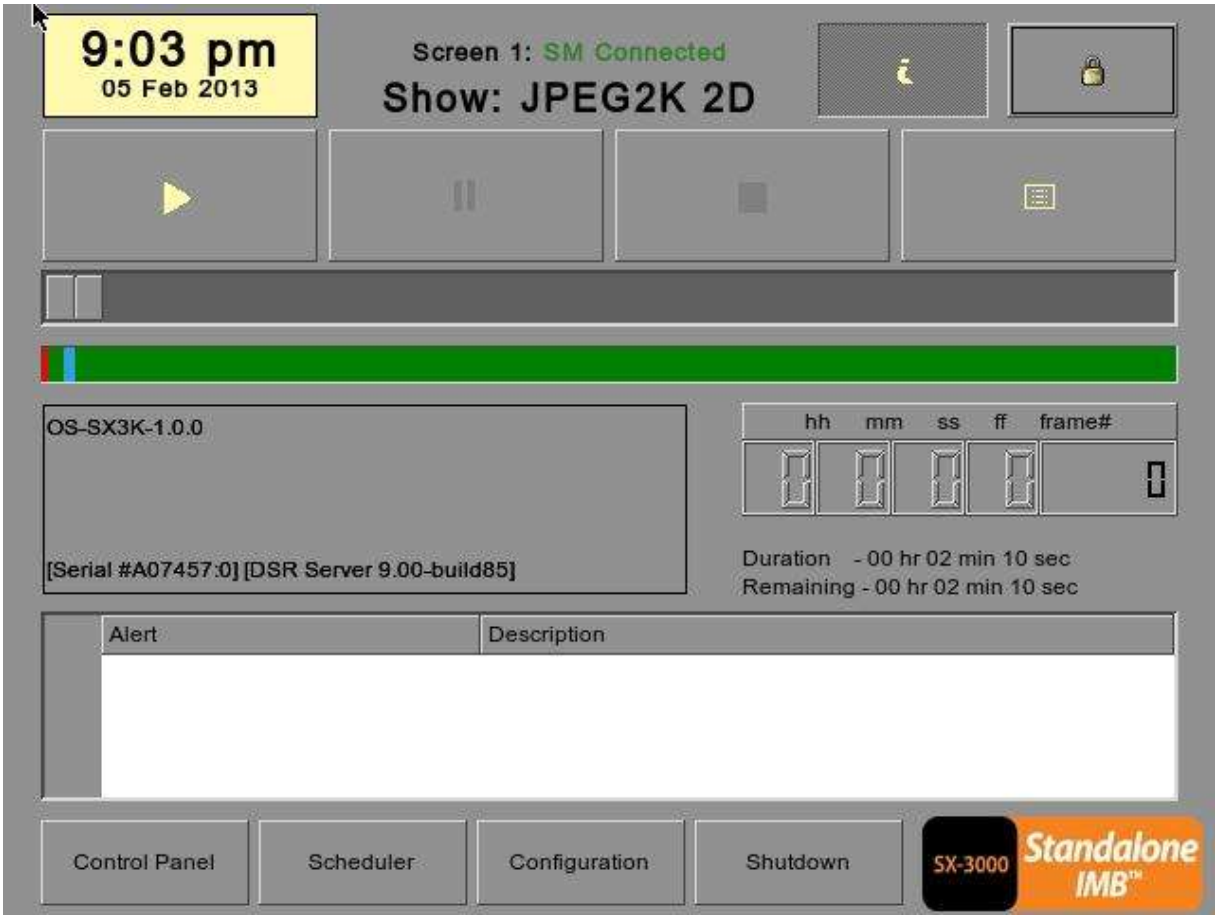 9:03 pm
05 Feb 2013
Screen 1: SM Connected
Show: JPEG2K 2D
i
OS-SX3K-1.0.0
[Serial #A07457:0] [DSR Server 9.00-build85]
hh mm ss ff frame#
0 0 0 0 0
Duration - 00 hr 02 min 10 sec
Remaining - 00 hr 02 min 10 sec
Alert Description
Control Panel Scheduler Configuration Shutdown
SX-3000 Standalone
IMB™